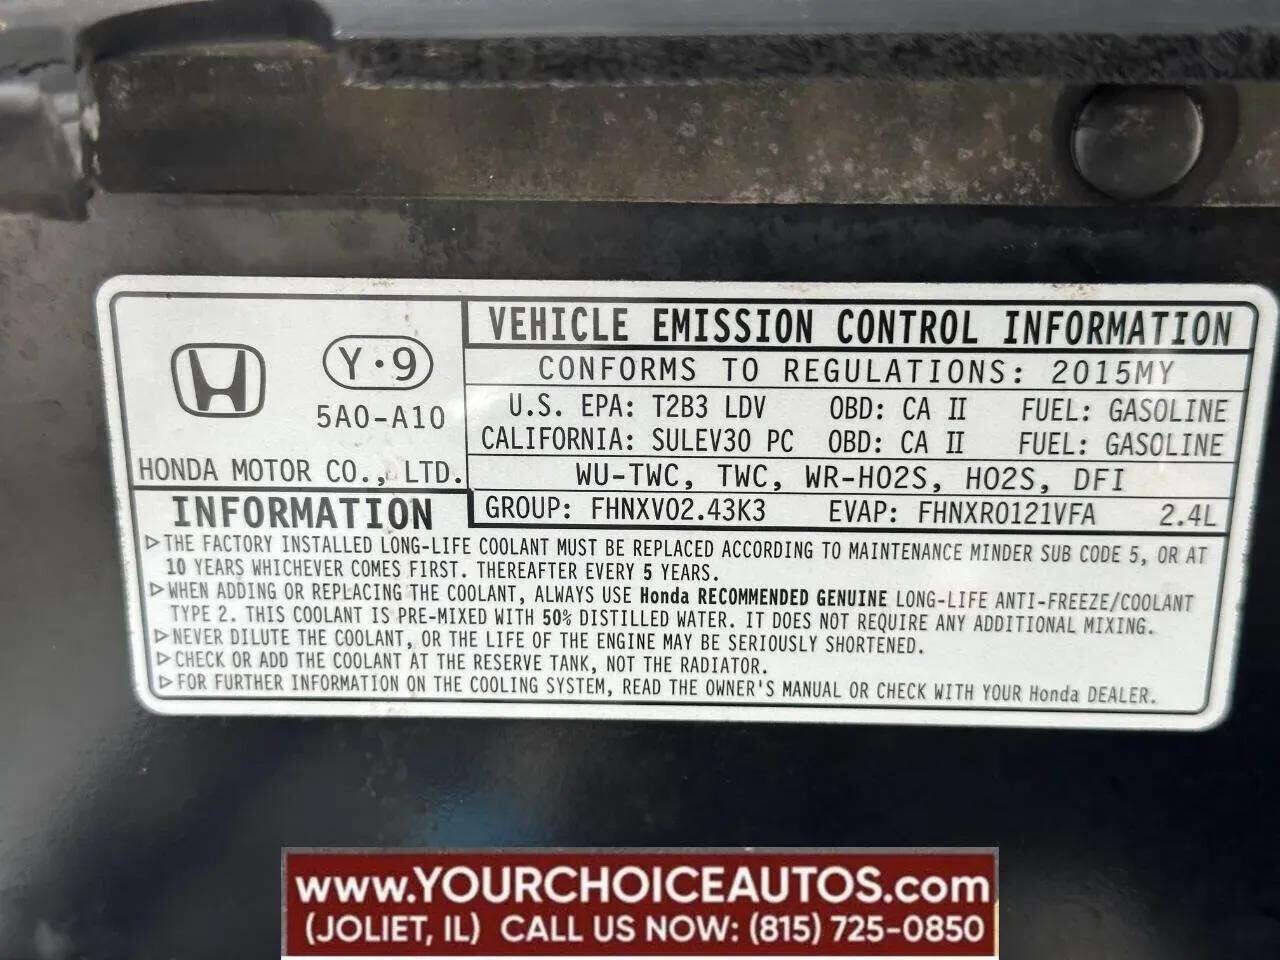 VEHICLE EMISSION CONTROL INFORMATION
Y·9
CONFORMS TO REGULATIONS: 2015MY
5A0-A10
U.S. EPA: T2B3 LDV OBD: CA II FUEL: GASOLINE
CALIFORNIA: SULEV30 PC OBD: CA II FUEL: GASOLINE
HONDA MOTOR CO., LTD.
WU-TWC, TWC, WR-HO2S, HO2S, DFI
GROUP: FHNXV02.43K3 EVAP: FHNXR0121VFA 2.4L
INFORMATION
▷THE FACTORY INSTALLED LONG-LIFE COOLANT MUST BE REPLACED ACCORDING TO MAINTENANCE MINDER SUB CODE 5, OR AT
10 YEARS WHICHEVER COMES FIRST. THEREAFTER EVERY 5 YEARS.
▷WHEN ADDING OR REPLACING THE COOLANT, ALWAYS USE Honda RECOMMENDED GENUINE LONG-LIFE ANTI-FREEZE/COOLANT
TYPE 2. THIS COOLANT IS PRE-MIXED WITH 50% DISTILLED WATER. IT DOES NOT REQUIRE ANY ADDITIONAL MIXING.
▷NEVER DILUTE THE COOLANT, OR THE LIFE OF THE ENGINE MAY BE SERIOUSLY SHORTENED.
▷CHECK OR ADD THE COOLANT AT THE RESERVE TANK, NOT THE RADIATOR.
▷FOR FURTHER INFORMATION ON THE COOLING SYSTEM, READ THE OWNER'S MANUAL OR CHECK WITH YOUR Honda DEALER.
www.YOURCHOICEAUTOS.com
(JOLIET, IL) CALL US NOW: (815) 725-0850